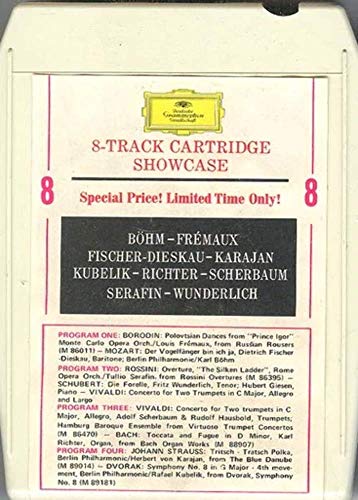 Deutsche
Grammophon
Gesellschaft
8-TRACK CARTRIDGE
SHOWCASE
8 Special Price! Limited Time Only! 8
BÖHM – FRÉMAUX
FISCHER-DIESKAU – KARAJAN
KUBELIK – RICHTER – SCHERBAUM
SERAFIN – WUNDERLICH
PROGRAM ONE: BORODIN: Polovtsian Dances from "Prince Igor"
Monte Carlo Opera Orch./Louis Frémaux, from Russian Rousers
(M 86011) — MOZART: Der Vogelfänger bin ich ja, Dietrich Fischer
-Dieskau, Baritone; Berlin Philharmonic/Karl Böhm
PROGRAM TWO: ROSSINI: Overture, "The Silken Ladder", Rome
Opera Orch./Tullio Serafin, from Rossini Overtures (M 86395) —
SCHUBERT: Die Forelle, Fritz Wunderlich, Tenor; Hubert Giesen,
Piano — VIVALDI: Concerto for Two Trumpets in C Major, Allegro
and Largo
PROGRAM THREE: VIVALDI: Concerto for Two trumpets in C
Major, Allegro, Adolf Scherbaum & Rudolf Hausbold, Trumpets;
Hamburg Baroque Ensemble from Virtuoso Trumpet Concertos
(M 86470) — BACH: Toccata and Fugue in D Minor, Karl
Richter, Organ, from Bach Organ Works (M 88907)
PROGRAM FOUR: JOHANN STRAUSS: Tritsch - Tratsch Polka,
Berlin Philharmonic/Herbert von Karajan, from The Blue Danube
(M 89014) — DVORAK: Symphony No. 8 in G Major - 4th move-
ment, Berlin Philharmonic/Rafael Kubelik, from Dvorak, Symphony
No. 8 (M 89181)